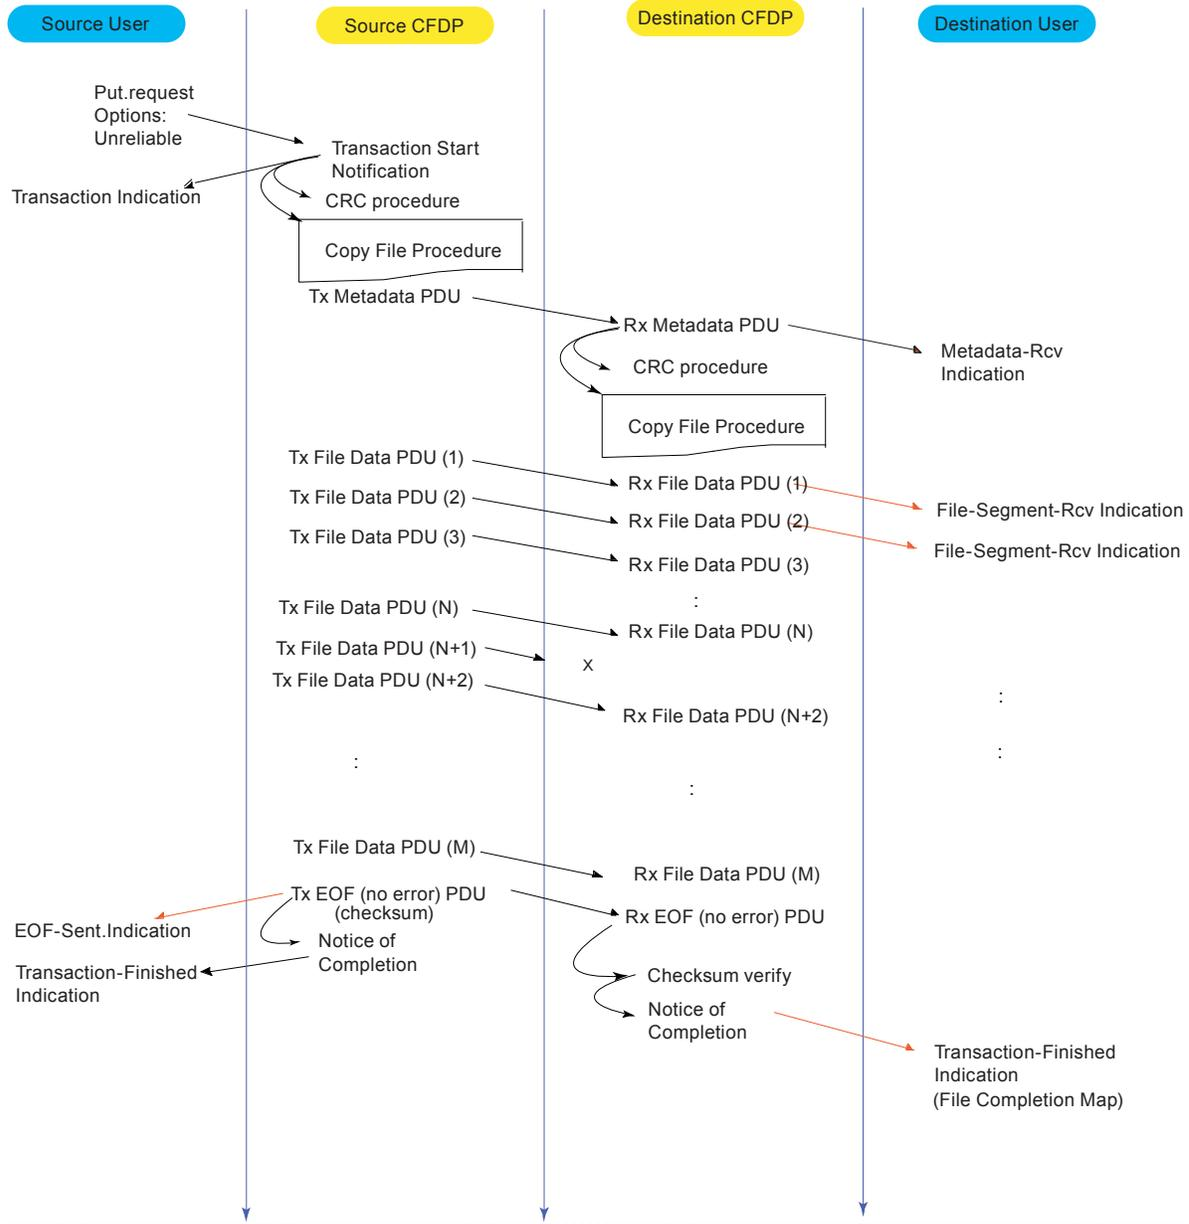 Source User
Source CFDP
Destination CFDP
Destination User
Put.request
Options:
Unreliable
Transaction Start
Notification
Transaction Indication
CRC procedure
Copy File Procedure
Tx Metadata PDU
Rx Metadata PDU
Metadata-Rcv
Indication
CRC procedure
Copy File Procedure
Tx File Data PDU (1)
Rx File Data PDU (1)
File-Segment-Rcv Indication
Tx File Data PDU (2)
Rx File Data PDU (2)
File-Segment-Rcv Indication
Tx File Data PDU (3)
Rx File Data PDU (3)
:
Tx File Data PDU (N)
Rx File Data PDU (N)
Tx File Data PDU (N+1)
X
Tx File Data PDU (N+2)
Rx File Data PDU (N+2)
:
:
:
:
Tx File Data PDU (M)
Rx File Data PDU (M)
Tx EOF (no error) PDU
(checksum)
Rx EOF (no error) PDU
EOF-Sent.Indication
Notice of
Completion
Transaction-Finished
Indication
Checksum verify
Notice of
Completion
Transaction-Finished
Indication
(File Completion Map)